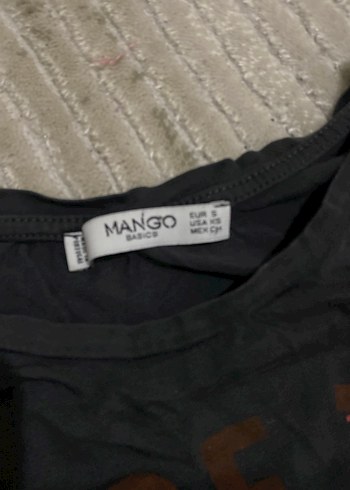 MANGO
BASICS
EUR S
USA XS
MEX CH